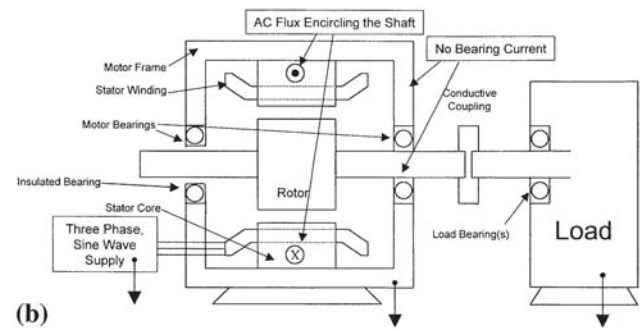 AC Flux Encircling the Shaft
No Bearing Current
Motor Frame
Stator Winding
Conductive
Coupling
Motor Bearings
Insulated Bearing
Rotor
Stator Core
Three Phase,
Sine Wave
Supply
X
Load Bearing(s)
Load
(b)